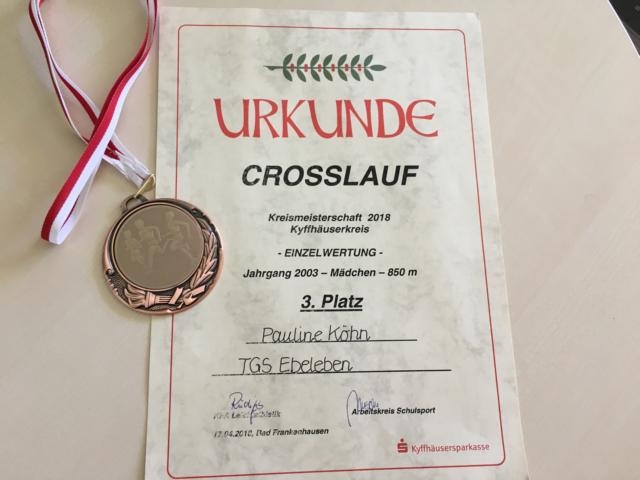 URKUNDE
CROSSLAUF
Kreismeisterschaft 2018
Kyffhäuserkreis
- EINZELWERTUNG -
Jahrgang 2003 – Mädchen – 850 m
3. Platz
Pauline Köhn
TGS Ebeleben
Arbeitskreis Schulsport
17.04.2018, Bad Frankenhausen
Kyffhäusersparkasse